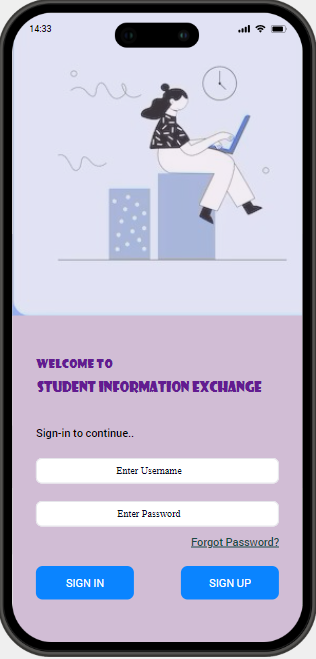 14:33
WELCOME TO
STUDENT INFORMATION EXCHANGE
Sign-in to continue..
Enter Username
Enter Password
Forgot Password?
SIGN IN SIGN UP